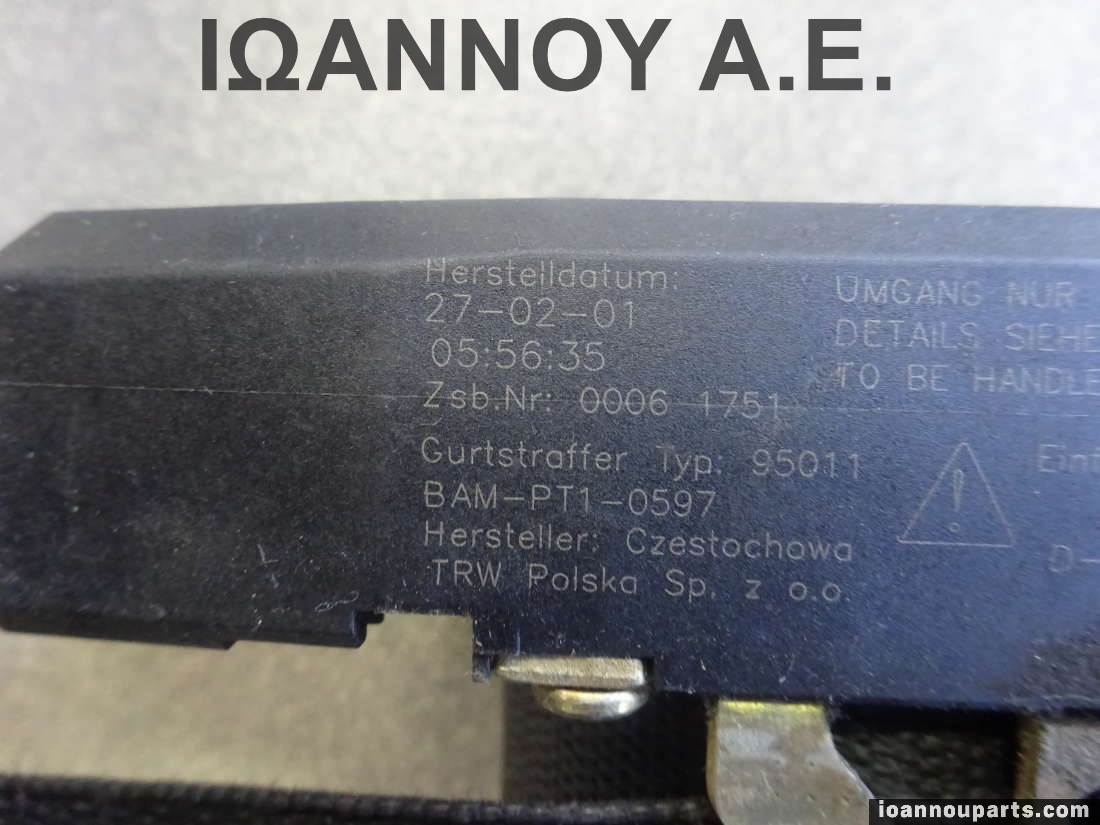 ΙΩΑΝΝΟΥ Α.Ε.
Herstelldatum:
27-02-01
05:56:35
Zsb.Nr: 0006 1751
Gurtstraffer Typ: 95011
BAM-PT1-0597
Hersteller: Czestochowa
TRW Polska Sp. z o.o.
UMGANG NUR
DETAILS SIEHE
TO BE HANDLE
!
ioannouparts.com